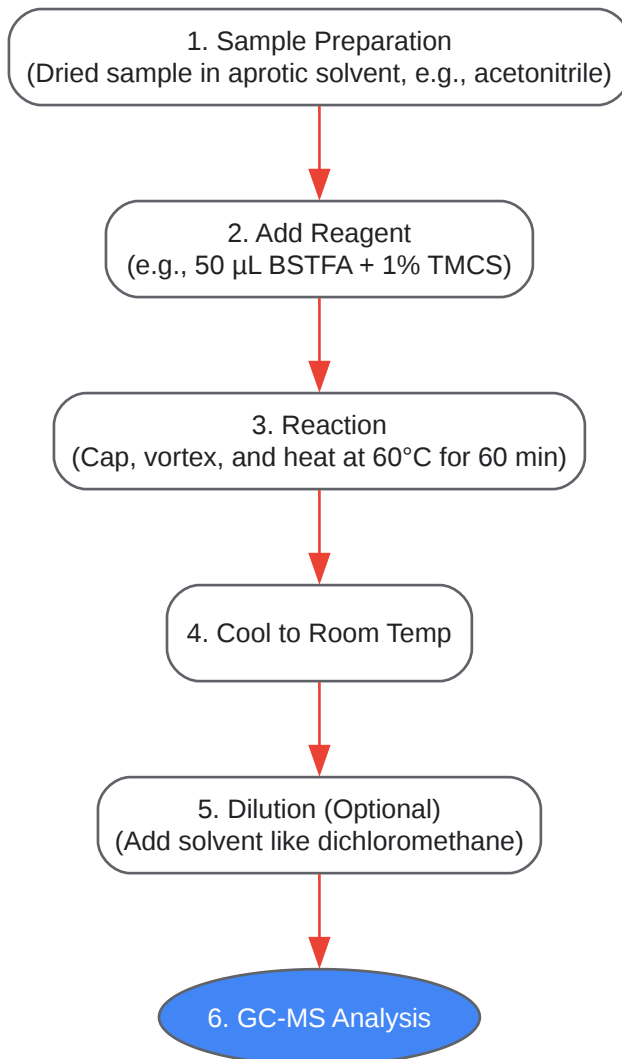 1. Sample Preparation
(Dried sample in aprotic solvent, e.g., acetonitrile)
2. Add Reagent
(e.g., 50 µL BSTFA + 1% TMCS)
3. Reaction
(Cap, vortex, and heat at 60°C for 60 min)
4. Cool to Room Temp
5. Dilution (Optional)
(Add solvent like dichloromethane)
6. GC-MS Analysis